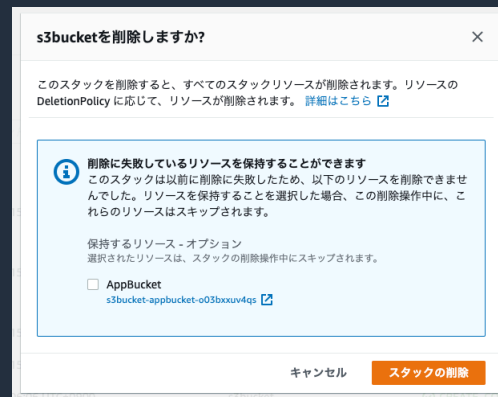 s3bucketを削除しますか?
このスタックを削除すると、すべてのスタックリソースが削除されます。リソースの
DeletionPolicy に応じて、リソースが削除されます。 詳細はこちら
削除に失敗しているリソースを保持することができます
このスタックは以前に削除に失敗したため、以下のリソースを削除できませ
んでした。リソースを保持することを選択した場合、この削除操作中に、こ
れらのリソースはスキップされます。
保持するリソース - オプション
選択されたリソースは、スタックの削除操作中にスキップされます。
AppBucket
s3bucket-appbucket-o03bxxuv4qs
キャンセル
スタックの削除